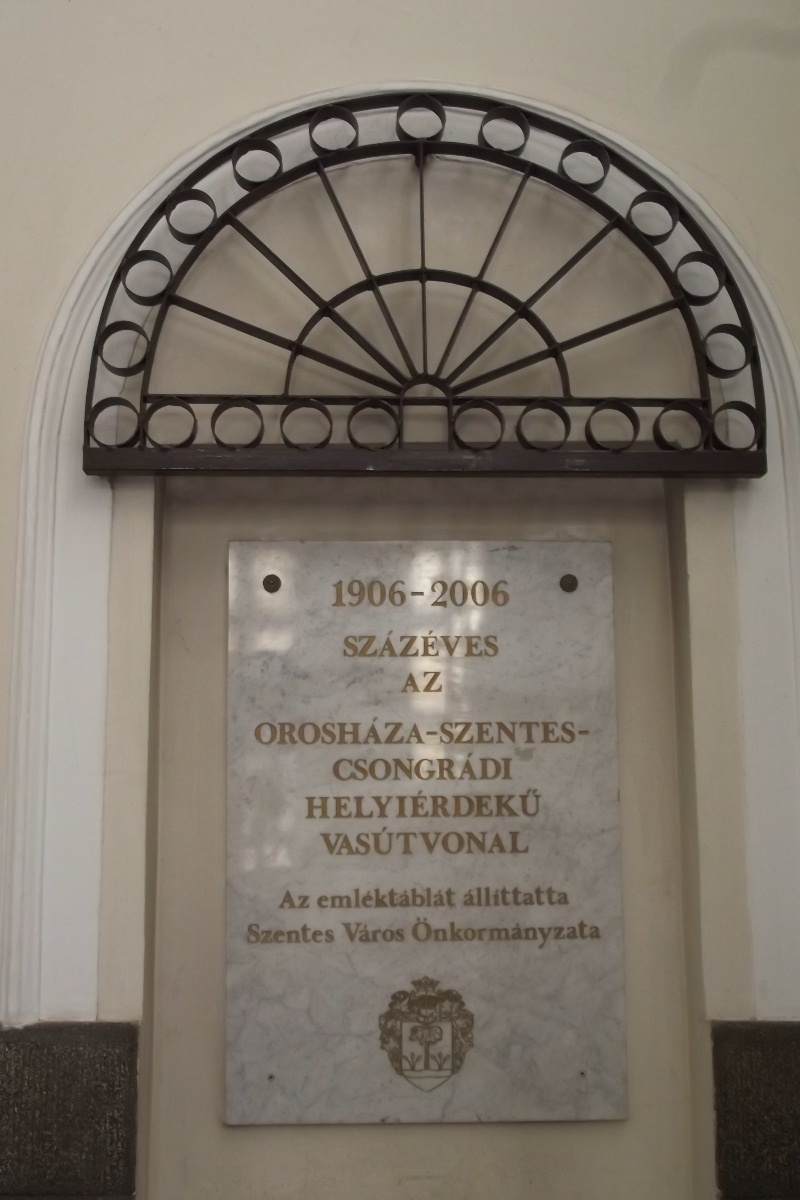 1906-2006
SZÁZÉVES
AZ
OROSHÁZA-SZENTES-
CSONGRÁDI
HELYIÉRDEKŰ
VASÚTVONAL
Az emléktáblát állíttatta
Szentes Város Önkormányzata